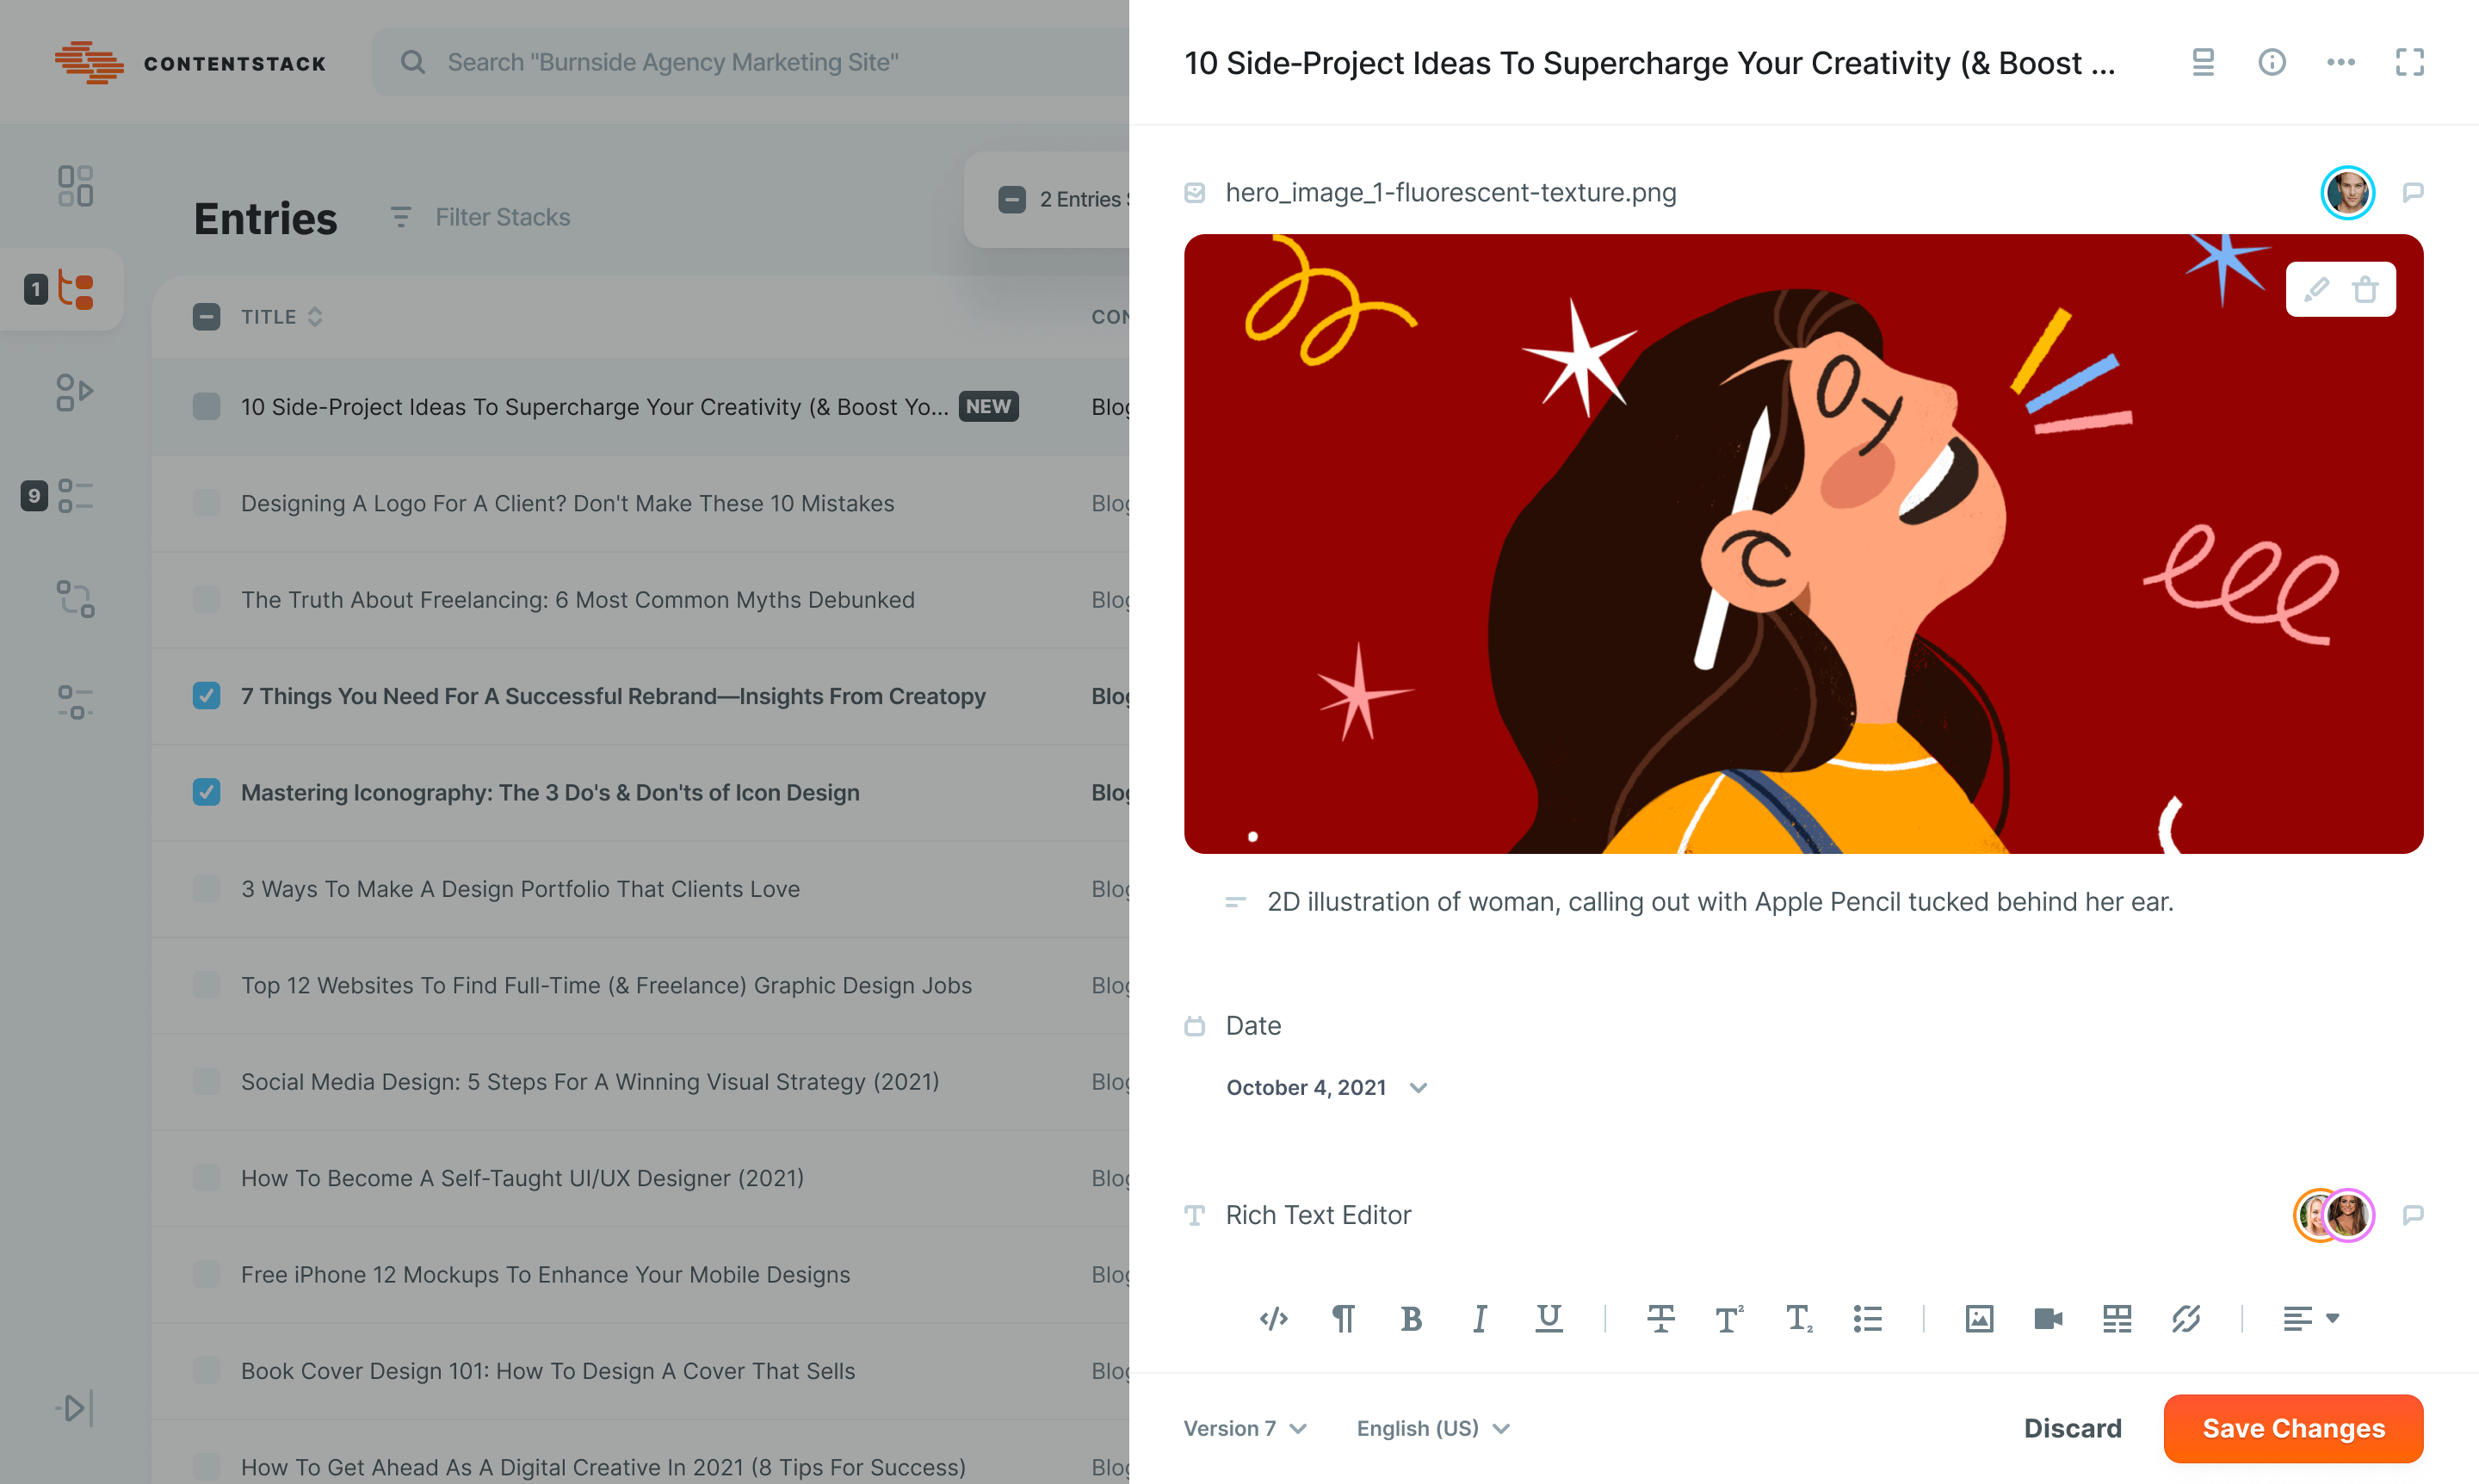 CONTENTSTACK
Search "Burnside Agency Marketing Site"
Entries
Filter Stacks
2 Entries
1
9
TITLE
10 Side-Project Ideas To Supercharge Your Creativity (& Boost Yo...
NEW
Blog
Designing A Logo For A Client? Don't Make These 10 Mistakes
Blog
The Truth About Freelancing: 6 Most Common Myths Debunked
Blog
7 Things You Need For A Successful Rebrand—Insights From Creatopy
Blog
Mastering Iconography: The 3 Do's & Don'ts of Icon Design
Blog
3 Ways To Make A Design Portfolio That Clients Love
Blog
Top 12 Websites To Find Full-Time (& Freelance) Graphic Design Jobs
Blog
Social Media Design: 5 Steps For A Winning Visual Strategy (2021)
Blog
How To Become A Self-Taught UI/UX Designer (2021)
Blog
Free iPhone 12 Mockups To Enhance Your Mobile Designs
Blog
Book Cover Design 101: How To Design A Cover That Sells
Blog
How To Get Ahead As A Digital Creative In 2021 (8 Tips For Success)
Blog
10 Side-Project Ideas To Supercharge Your Creativity (& Boost ...
hero_image_1-fluorescent-texture.png
2D illustration of woman, calling out with Apple Pencil tucked behind her ear.
Date
October 4, 2021
Rich Text Editor
Version 7
English (US)
Discard
Save Changes